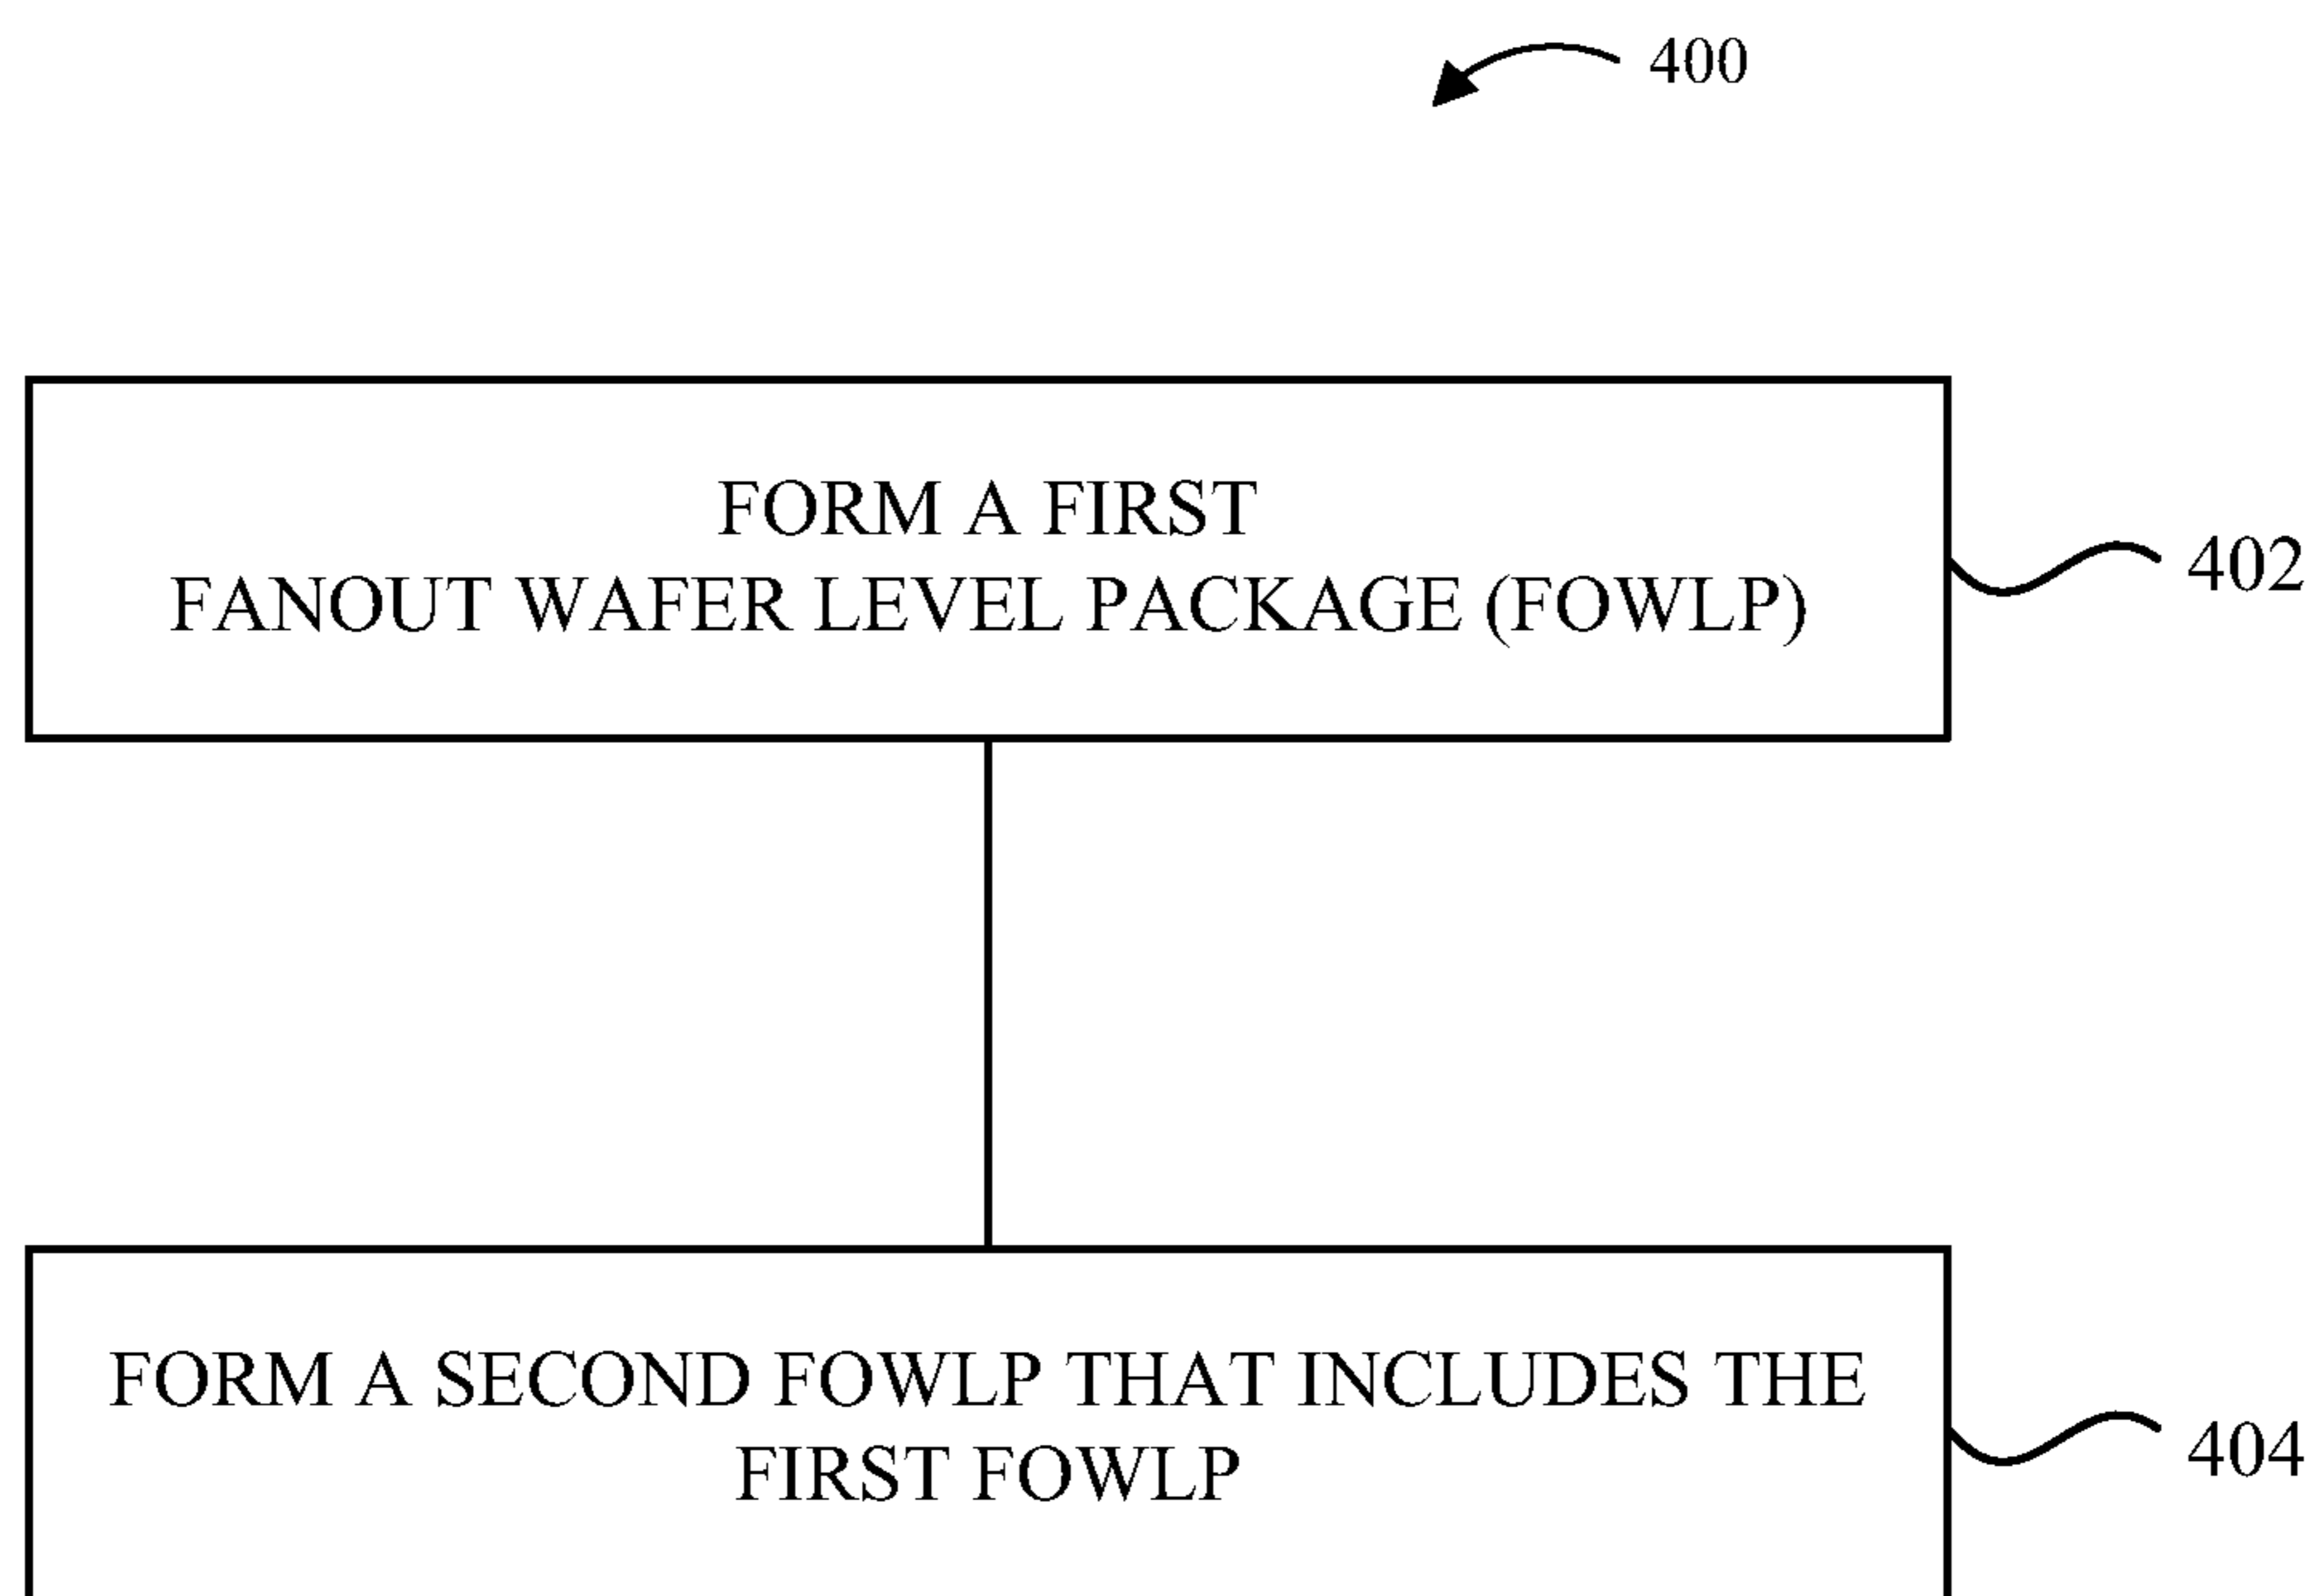 400
FORM A FIRST
FANOUT WAFER LEVEL PACKAGE (FOWLP)
402
FORM A SECOND FOWLP THAT INCLUDES THE
FIRST FOWLP
404